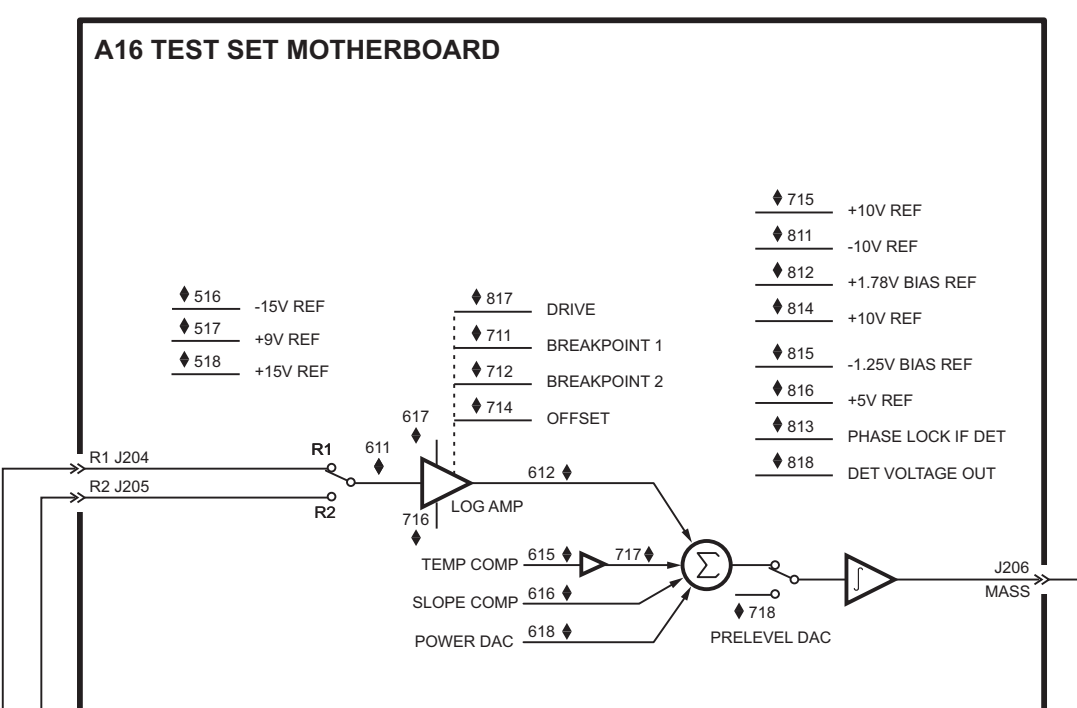 A16 TEST SET MOTHERBOARD
715 +10V REF
811 -10V REF
812 +1.78V BIAS REF
814 +10V REF
815 -1.25V BIAS REF
816 +5V REF
813 PHASE LOCK IF DET
818 DET VOLTAGE OUT
516 -15V REF
517 +9V REF
518 +15V REF
817 DRIVE
711 BREAKPOINT 1
712 BREAKPOINT 2
714 OFFSET
R1 J204
R2 J205
R1
R2
611
617
716
LOG AMP
612
TEMP COMP 615 717
SLOPE COMP 616
POWER DAC 618
Σ
718
PRELEVEL DAC
∫
J206
MASS